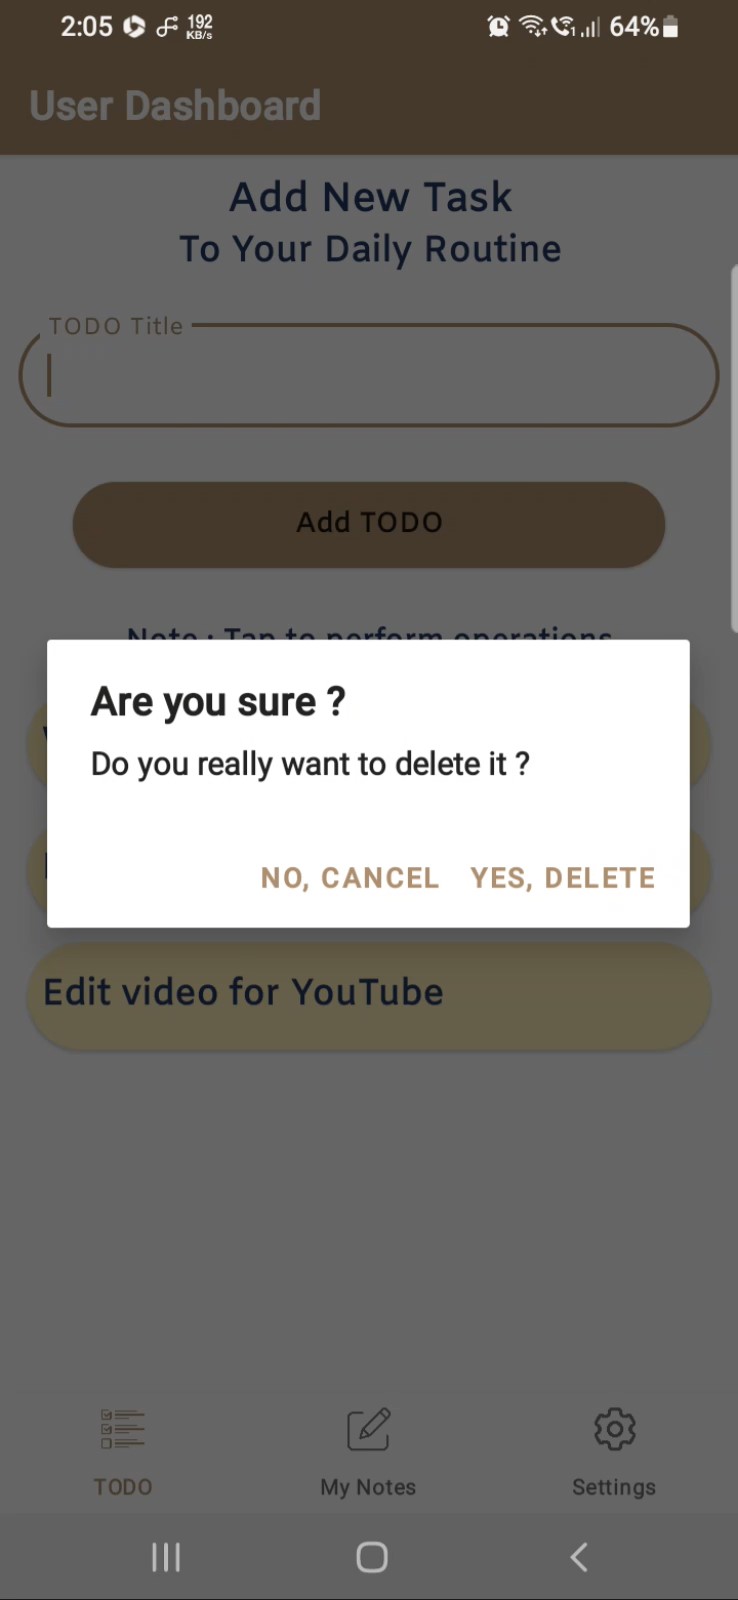 2:05 192 KB/s 64%
User Dashboard
Add New Task
To Your Daily Routine
TODO Title
Add TODO
Note : Tap to perform operations
Are you sure ?
Do you really want to delete it ?
NO, CANCEL YES, DELETE
Edit video for YouTube
TODO My Notes Settings